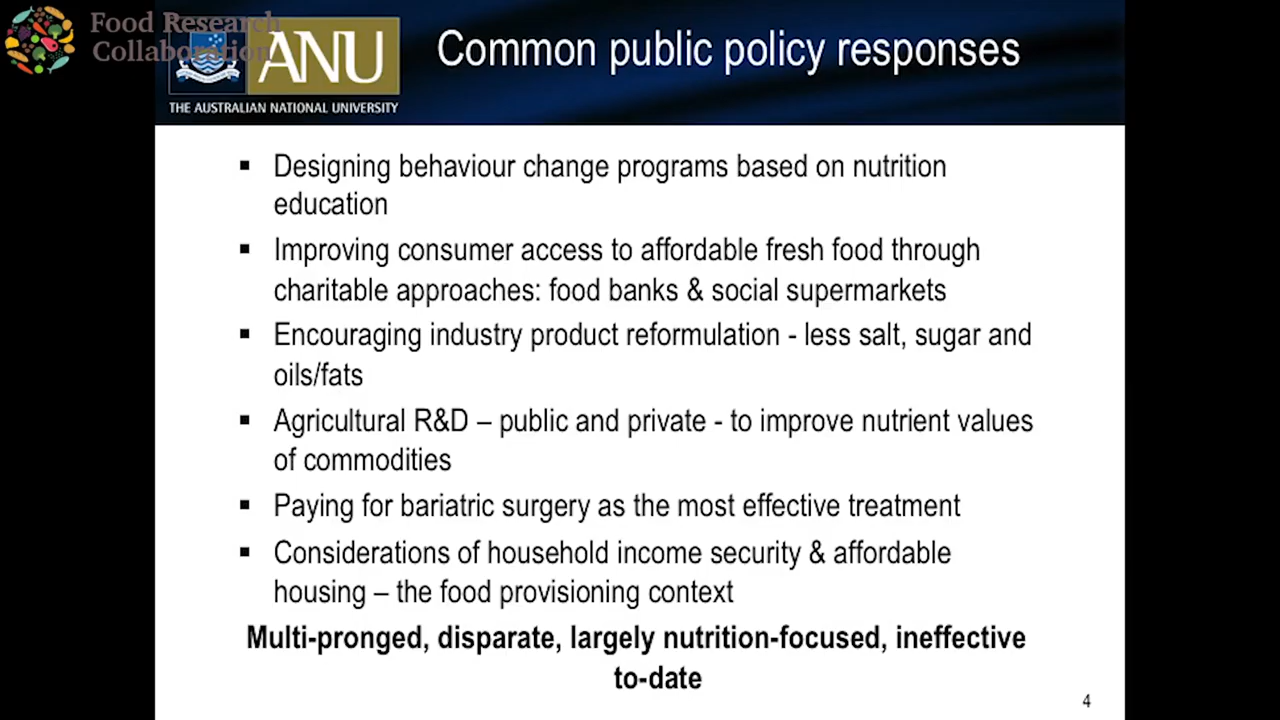 Food Research
Collaboration
ANU
THE AUSTRALIAN NATIONAL UNIVERSITY
Common public policy responses
▪ Designing behaviour change programs based on nutrition
education
▪ Improving consumer access to affordable fresh food through
charitable approaches: food banks & social supermarkets
▪ Encouraging industry product reformulation - less salt, sugar and
oils/fats
▪ Agricultural R&D – public and private - to improve nutrient values
of commodities
▪ Paying for bariatric surgery as the most effective treatment
▪ Considerations of household income security & affordable
housing – the food provisioning context
Multi-pronged, disparate, largely nutrition-focused, ineffective
to-date
4